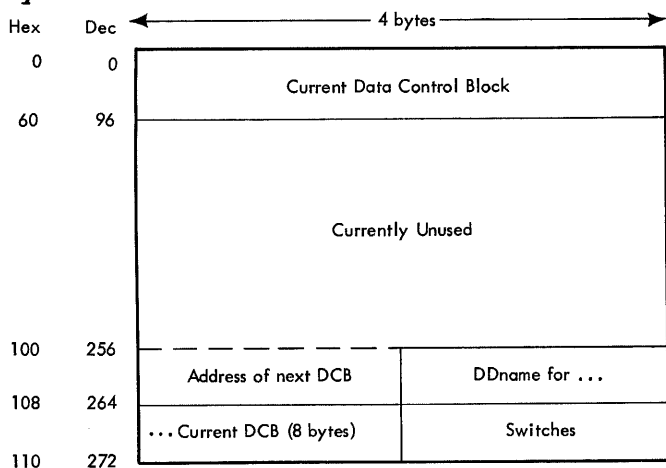 Hex Dec 4 bytes
0 0
Current Data Control Block
60 96
Currently Unused
100 256
Address of next DCB DDname for ...
108 264
... Current DCB (8 bytes) Switches
110 272